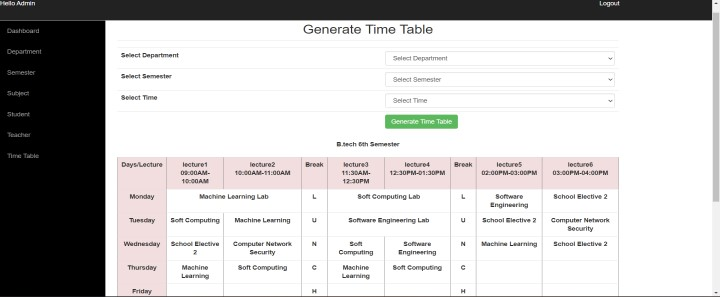 Hello Admin
Logout
Dashboard
Department
Semester
Subject
Student
Teacher
Time Table
Generate Time Table
Select Department
Select Department
Select Semester
Select Semester
Select Time
Select Time
Generate Time Table
B.tech 6th Semester
Days/Lecture lecture1 lecture2 Break lecture3 lecture4 Break lecture5 lecture6
09:00AM- 10:00AM-11:00AM 11:30AM- 12:30PM-01:30PM 02:00PM-03:00PM 03:00PM-04:00PM
10:00AM 12:30PM
Monday Machine Learning Lab L Soft Computing Lab L Software School Elective 2
Engineering
Tuesday Soft Computing Machine Learning U Software Engineering Lab U School Elective 2 Computer Network
Security
Wednesday School Elective Computer Network N Soft Software N Machine Learning School Elective 2
2 Security Computing Engineering
Thursday Machine Soft Computing C Machine Soft Computing C
Learning Learning
Friday H H